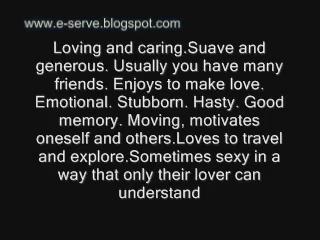 www.e-serve.blogspot.com
Loving and caring.Suave and
generous. Usually you have many
friends. Enjoys to make love.
Emotional. Stubborn. Hasty. Good
memory. Moving, motivates
oneself and others.Loves to travel
and explore.Sometimes sexy in a
way that only their lover can
understand